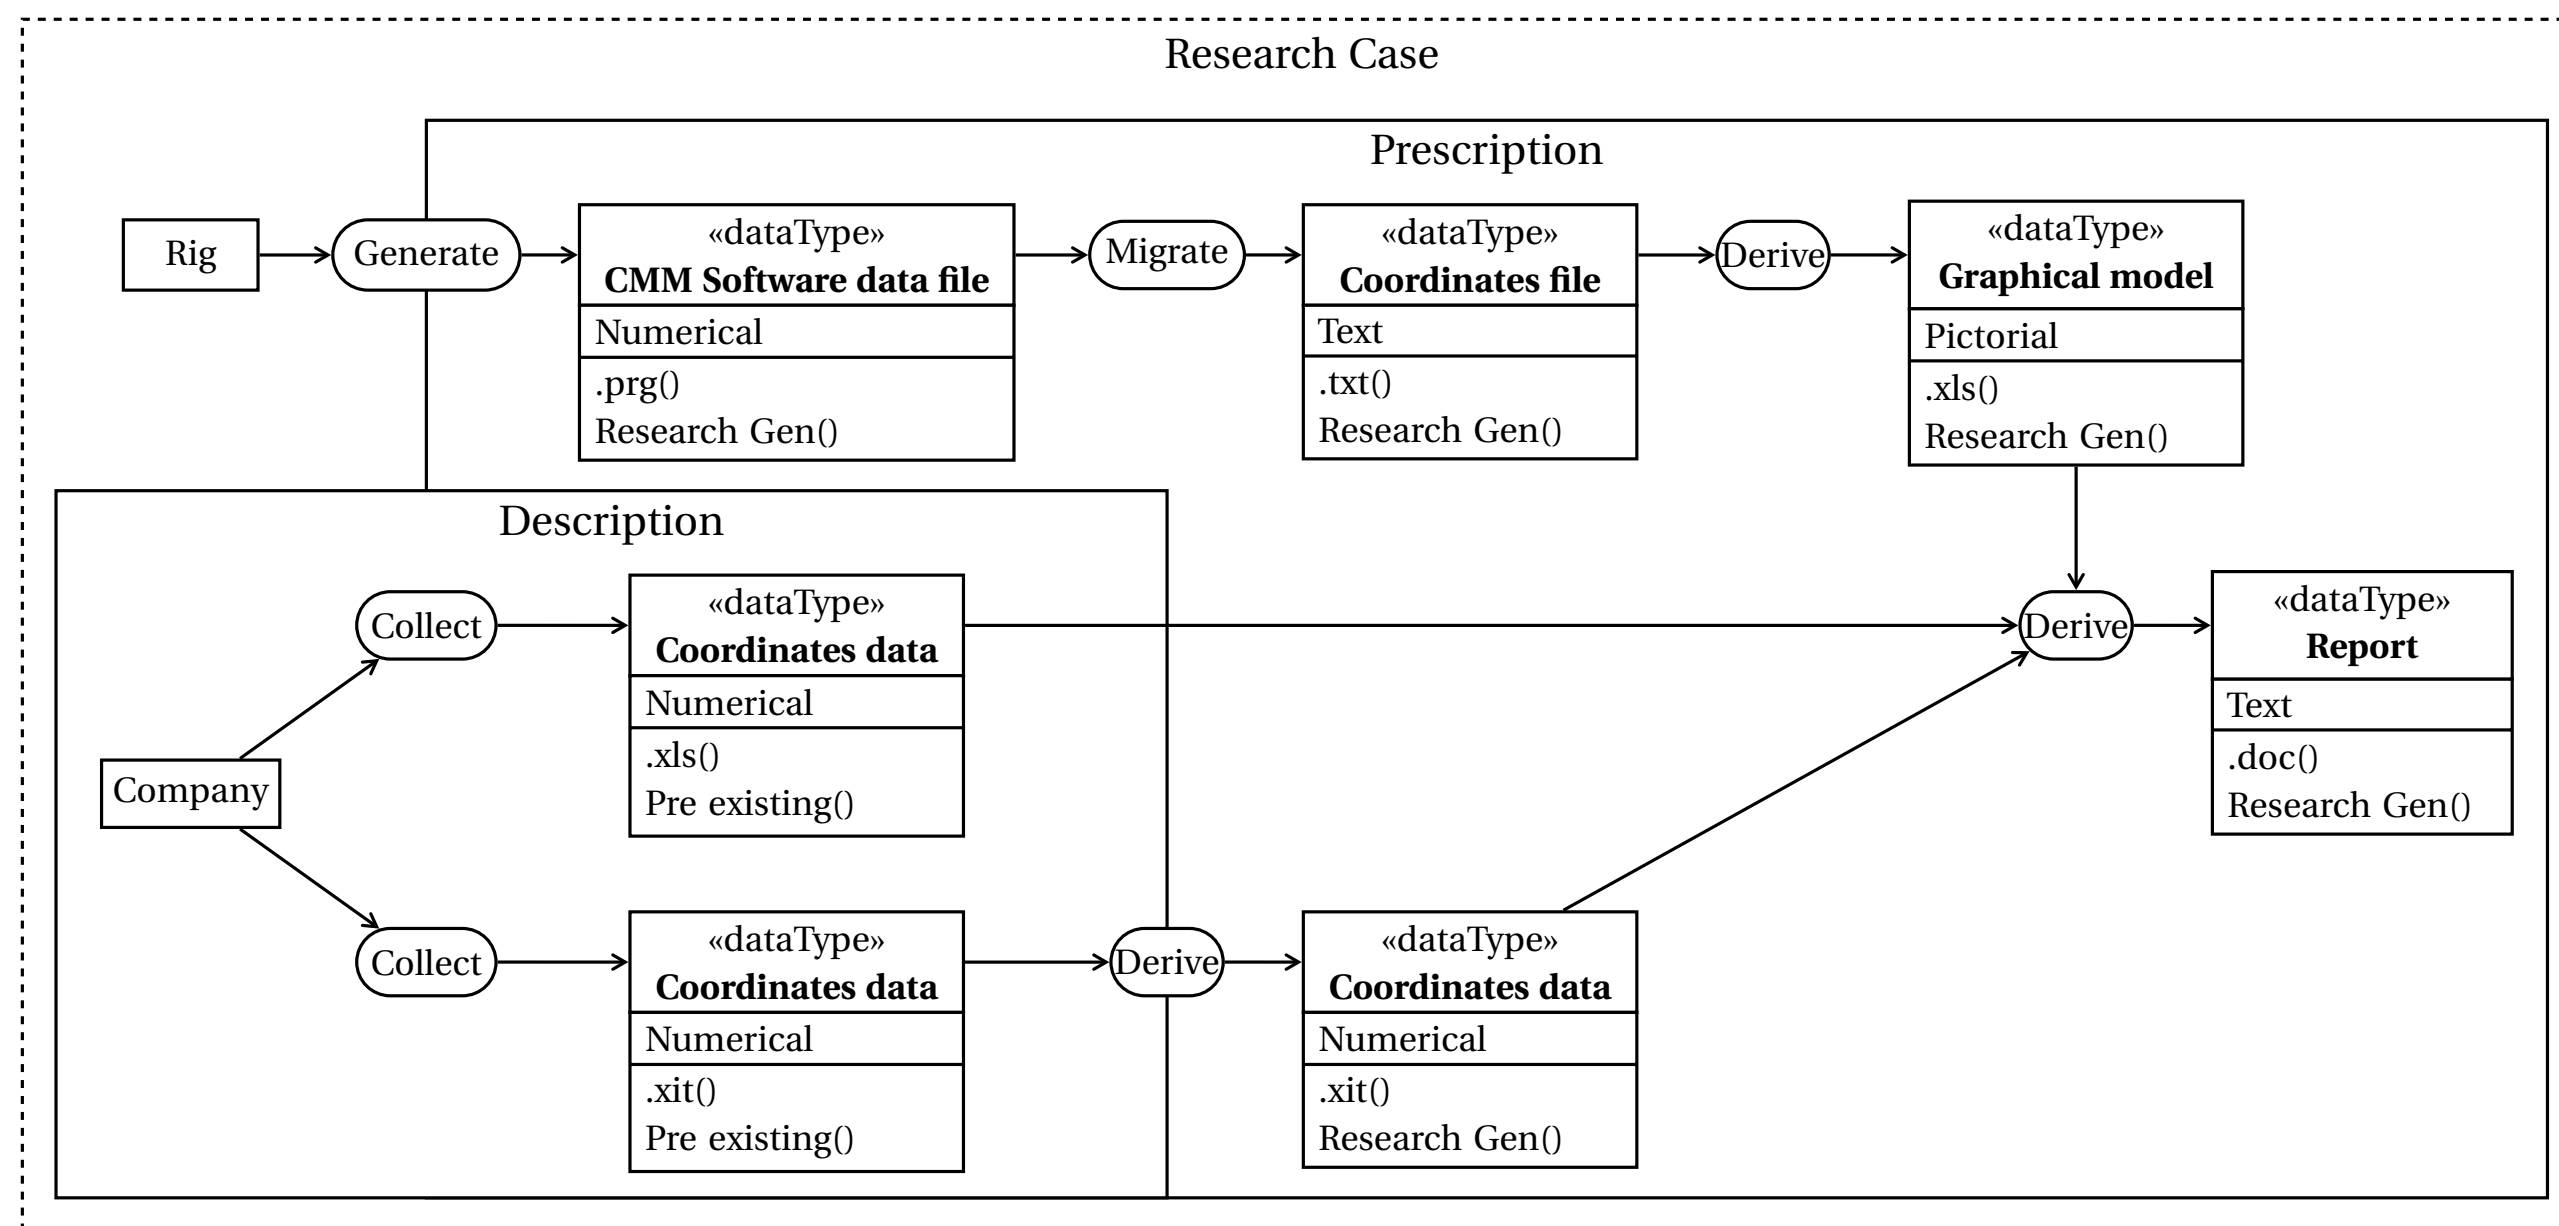 Research Case
Prescription
Rig
Generate
«dataType»
CMM Software data file
Numerical
.prg()
Research Gen()
Migrate
«dataType»
Coordinates file
Text
.txt()
Research Gen()
Derive
«dataType»
Graphical model
Pictorial
.xls()
Research Gen()
Description
Company
Collect
«dataType»
Coordinates data
Numerical
.xls()
Pre existing()
Derive
«dataType»
Report
Text
.doc()
Research Gen()
Collect
«dataType»
Coordinates data
Numerical
.xit()
Pre existing()
Derive
«dataType»
Coordinates data
Numerical
.xit()
Research Gen()